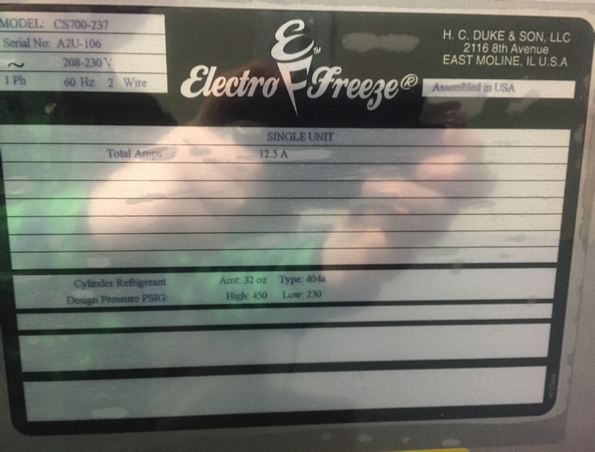 MODEL: CS700-237
Serial No: A2U-106
~ 208-230 V
1 Ph 60 Hz 2 Wire
E™
Electro Freeze®
H. C. DUKE & SON, LLC
2116 8th Avenue
EAST MOLINE, IL U.S.A
Assembled in USA
SINGLE UNIT
Total Amps 12.5 A
Cylinder Refrigerant Amt: 32 oz Type: 404a
Design Pressure PSIG High: 450 Low: 230